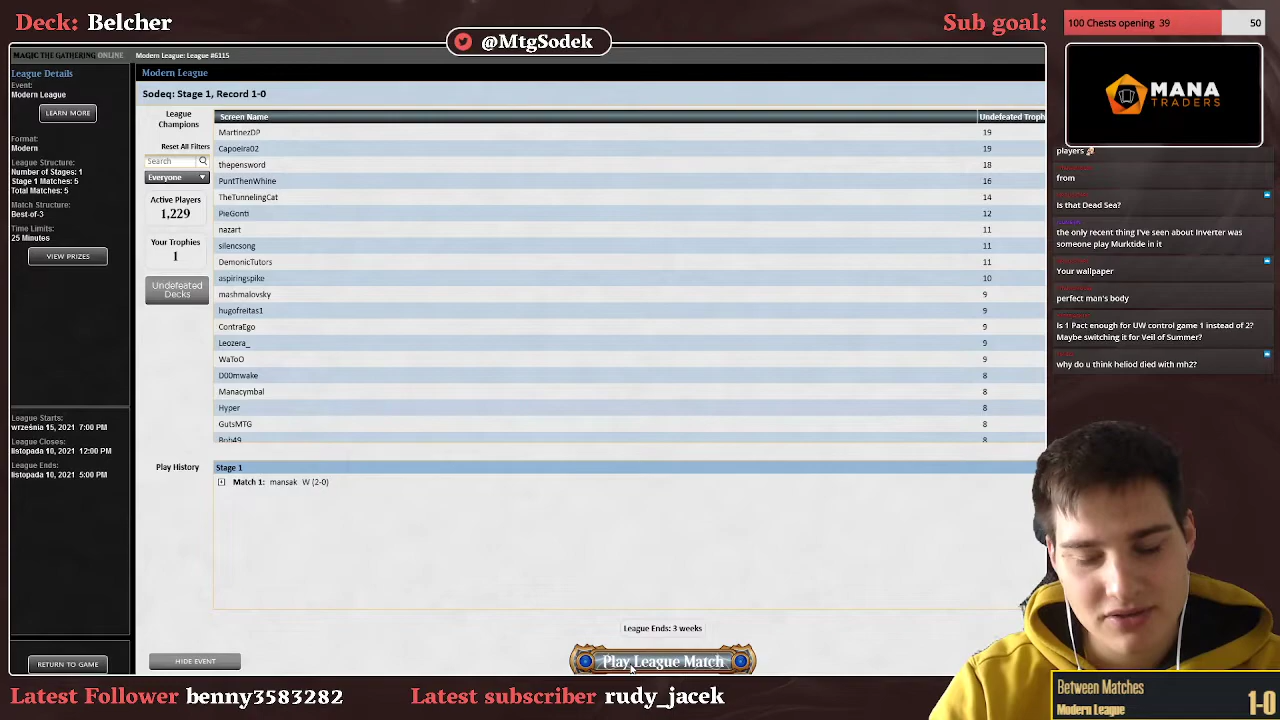 Deck: Belcher
@MtgSodek
Sub goal:
100 Chests opening 39
50
MAGIC THE GATHERING ONLINE
Modern League: League #6115
League Details
Event:
Modern League
LEARN MORE
Format:
Modern
League Structure:
Number of Stages: 1
Stage 1 Matches: 5
Total Matches: 5
Match Structure:
Best-of-3
Time Limits:
25 Minutes
VIEW PRIZES
League Starts:
września 15, 2021 7:00 PM
League Closes:
listopada 10, 2021 12:00 PM
League Ends:
listopada 10, 2021 5:00 PM
RETURN TO GAME
Modern League
Sodeq: Stage 1, Record 1-0
League
Champions
Reset All Filters
Search
Everyone
Active Players
1,229
Your Trophies
1
Undefeated
Decks
Screen Name Undefeated Troph
MartinezDP 19
Capoeira02 19
thepensword 18
PuntThenWhine 16
TheTunnelingCat 14
PieGonti 12
nazart 11
silencsong 11
DemonicTutors 11
aspiringspike 10
mashmalovsky 9
hugofreitas1 9
ContraEgo 9
Leozera_ 9
WaToO 9
D00mwake 8
Manacymbal 8
Hyper 8
GutsMTG 8
Bob49 8
Play History
Stage 1
Match 1: mansak W (2-0)
League Ends: 3 weeks
HIDE EVENT
Play League Match
MANA
TRADERS
players
from
Is that Dead Sea?
the only recent thing I've seen about Inverter was
someone play Murktide in it
Your wallpaper
perfect man's body
Is 1 Pact enough for UW control game 1 instead of 2?
Maybe switching it for Veil of Summer?
why do u think heliod died with mh2?
Latest Follower benny3583282
Latest subscriber rudy_jacek
Between Matches
Modern League
1-0